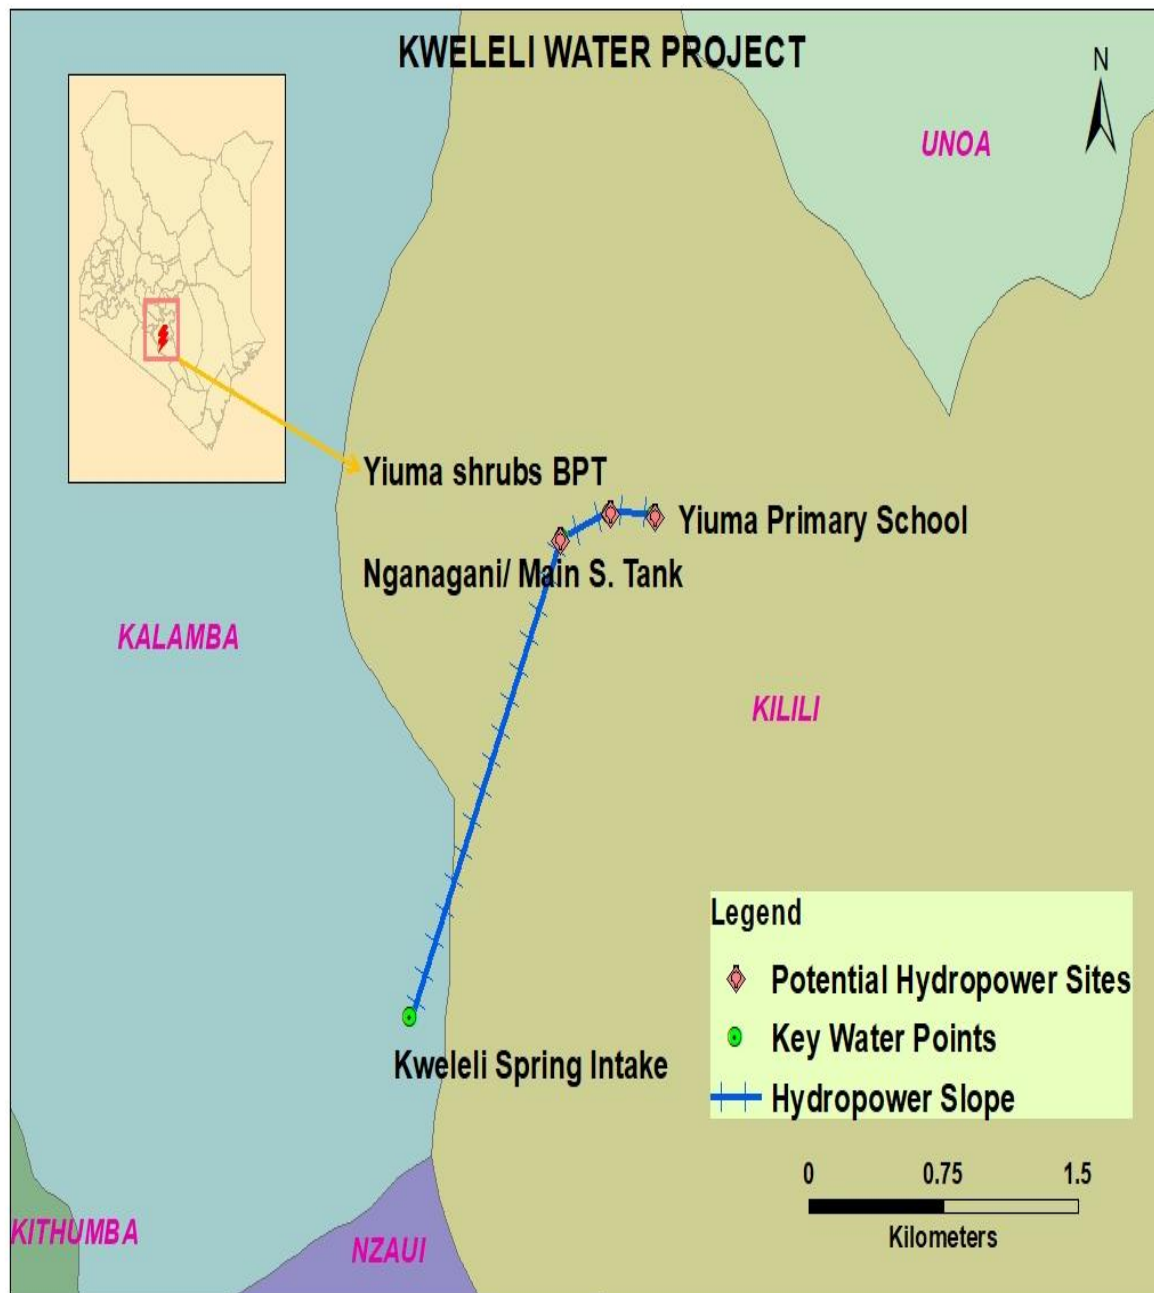 KWELELI WATER PROJECT
N
UNOA
Yiuma shrubs BPT
Yiuma Primary School
Nganagani/ Main S. Tank
KALAMBA
KILILI
Legend
Potential Hydropower Sites
Key Water Points
Hydropower Slope
Kweleli Spring Intake
0 0.75 1.5
Kilometers
KITHUMBA
NZAUI